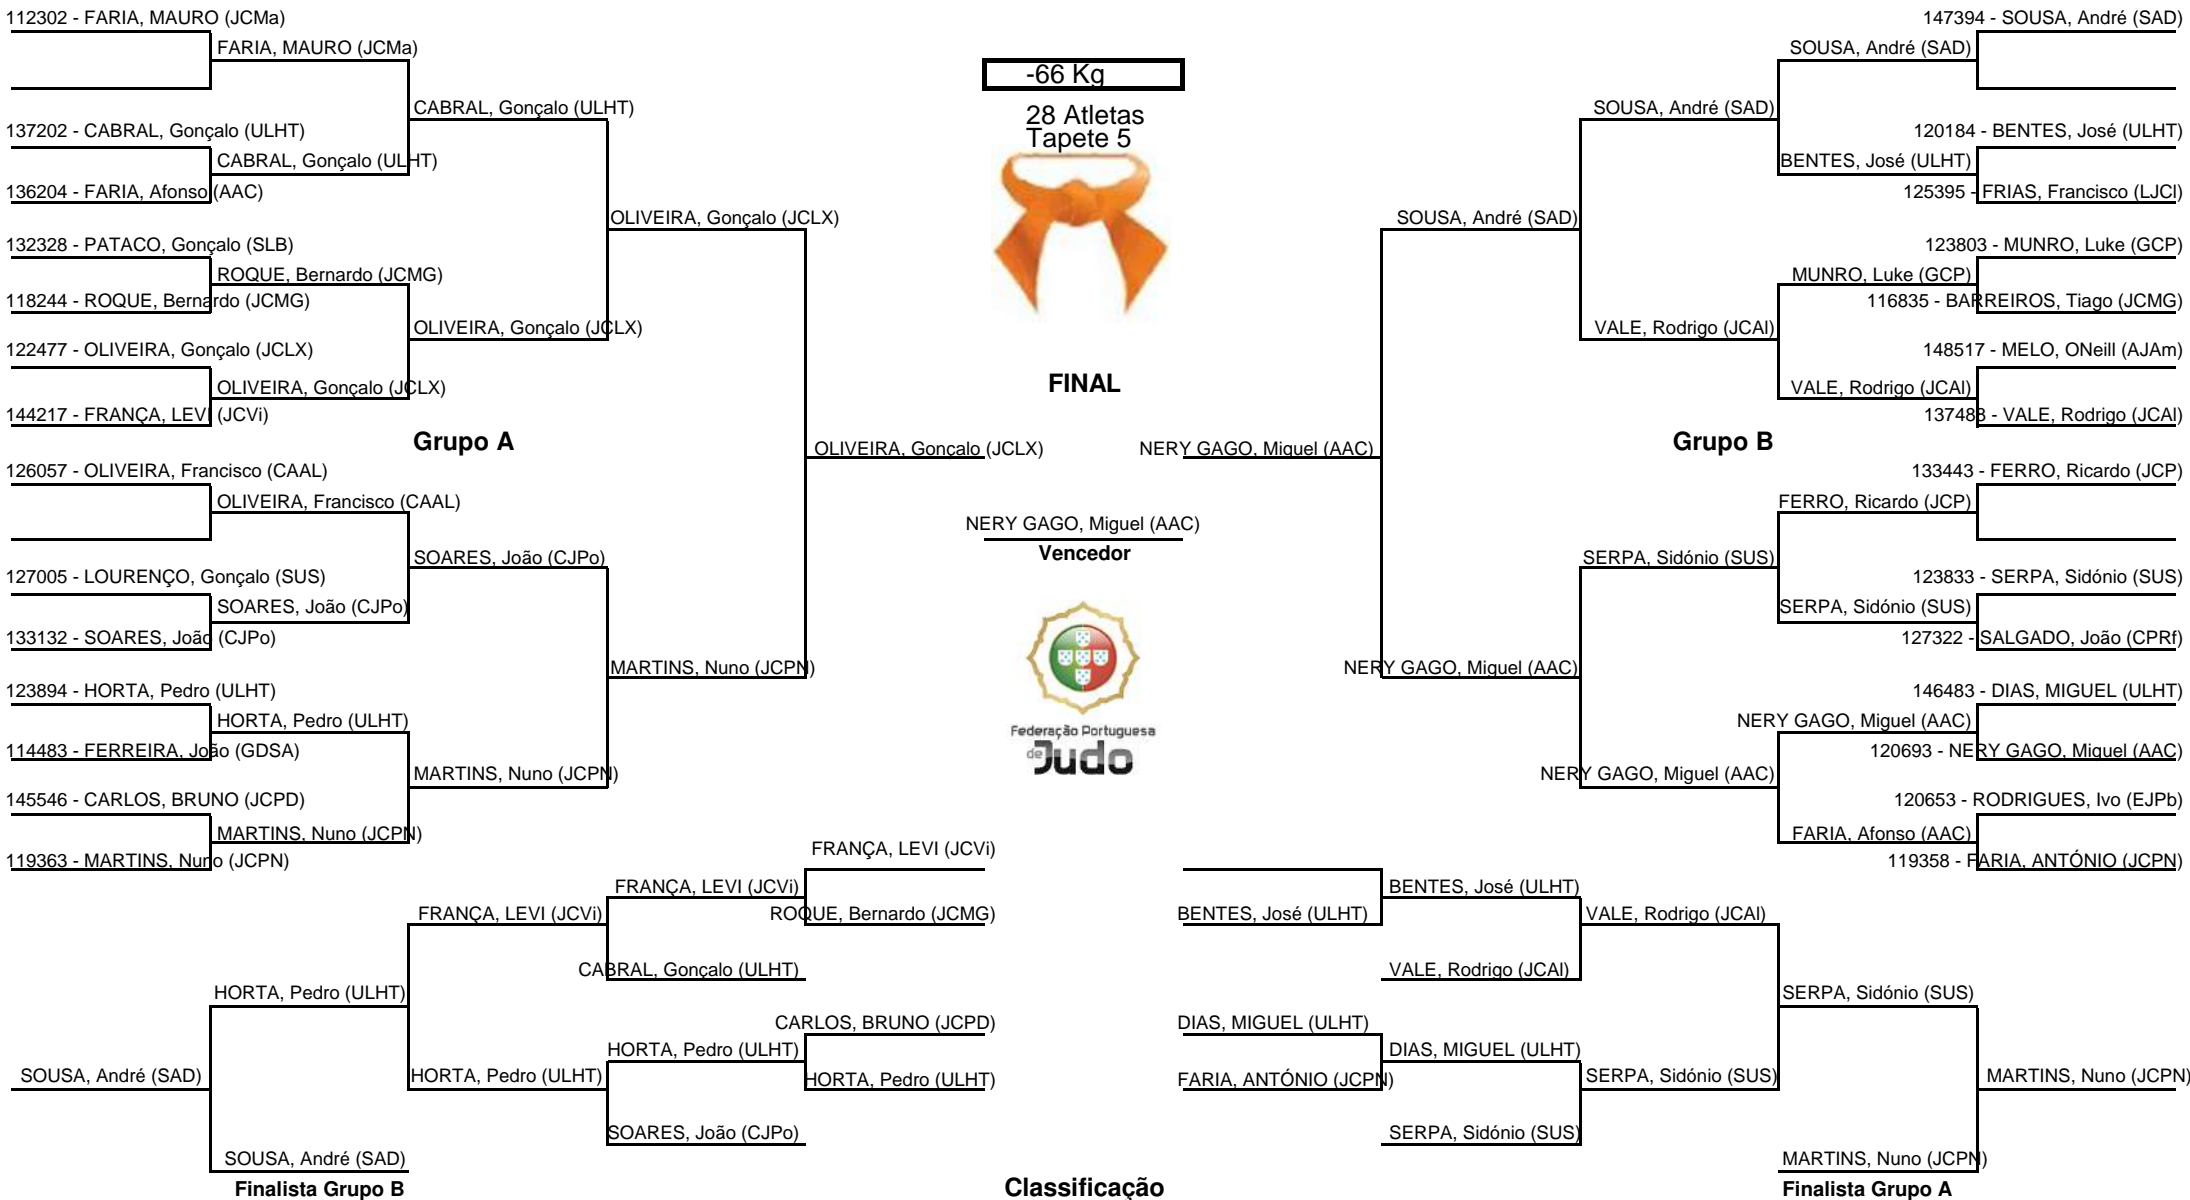 112302 - FARIA, MAURO (JCMa)
FARIA, MAURO (JCMa)
CABRAL, Gonçalo (ULHT)
137202 - CABRAL, Gonçalo (ULHT)
CABRAL, Gonçalo (ULHT)
136204 - FARIA, Afonso (AAC)
OLIVEIRA, Gonçalo (JCLX)
132328 - PATACO, Gonçalo (SLB)
ROQUE, Bernardo (JCMG)
118244 - ROQUE, Bernardo (JCMG)
OLIVEIRA, Gonçalo (JCLX)
122477 - OLIVEIRA, Gonçalo (JCLX)
OLIVEIRA, Gonçalo (JCLX)
144217 - FRANÇA, LEVI (JCVi)
Grupo A
OLIVEIRA, Gonçalo (JCLX)
126057 - OLIVEIRA, Francisco (CAAL)
OLIVEIRA, Francisco (CAAL)
SOARES, João (CJPo)
127005 - LOURENÇO, Gonçalo (SUS)
SOARES, João (CJPo)
133132 - SOARES, João (CJPo)
MARTINS, Nuno (JCPN)
123894 - HORTA, Pedro (ULHT)
HORTA, Pedro (ULHT)
114483 - FERREIRA, João (GDSA)
MARTINS, Nuno (JCPN)
145546 - CARLOS, BRUNO (JCPD)
MARTINS, Nuno (JCPN)
119363 - MARTINS, Nuno (JCPN)
-66 Kg
28 Atletas
Tapete 5
FINAL
NERY GAGO, Miguel (AAC)
Vencedor
Federação Portuguesa
de Judo
147394 - SOUSA, André (SAD)
SOUSA, André (SAD)
SOUSA, André (SAD)
120184 - BENTES, José (ULHT)
BENTES, José (ULHT)
125395 - FRIAS, Francisco (LJCl)
SOUSA, André (SAD)
123803 - MUNRO, Luke (GCP)
MUNRO, Luke (GCP)
116835 - BARREIROS, Tiago (JCMG)
VALE, Rodrigo (JCAl)
148517 - MELO, ONeill (AJAm)
VALE, Rodrigo (JCAl)
137488 - VALE, Rodrigo (JCAl)
Grupo B
NERY GAGO, Miguel (AAC)
133443 - FERRO, Ricardo (JCP)
FERRO, Ricardo (JCP)
SERPA, Sidónio (SUS)
123833 - SERPA, Sidónio (SUS)
SERPA, Sidónio (SUS)
127322 - SALGADO, João (CPRf)
NERY GAGO, Miguel (AAC)
146483 - DIAS, MIGUEL (ULHT)
NERY GAGO, Miguel (AAC)
120693 - NERY GAGO, Miguel (AAC)
NERY GAGO, Miguel (AAC)
120653 - RODRIGUES, Ivo (EJPb)
FARIA, Afonso (AAC)
119358 - FARIA, ANTÓNIO (JCPN)
FRANÇA, LEVI (JCVi)
FRANÇA, LEVI (JCVi)
FRANÇA, LEVI (JCVi)
ROQUE, Bernardo (JCMG)
CABRAL, Gonçalo (ULHT)
HORTA, Pedro (ULHT)
CARLOS, BRUNO (JCPD)
HORTA, Pedro (ULHT)
SOUSA, André (SAD)
HORTA, Pedro (ULHT)
HORTA, Pedro (ULHT)
SOARES, João (CJPo)
SOUSA, André (SAD)
Finalista Grupo B
BENTES, José (ULHT)
BENTES, José (ULHT)
VALE, Rodrigo (JCAl)
VALE, Rodrigo (JCAl)
SERPA, Sidónio (SUS)
DIAS, MIGUEL (ULHT)
DIAS, MIGUEL (ULHT)
FARIA, ANTÓNIO (JCPN)
SERPA, Sidónio (SUS)
MARTINS, Nuno (JCPN)
SERPA, Sidónio (SUS)
MARTINS, Nuno (JCPN)
Classificação
Finalista Grupo A